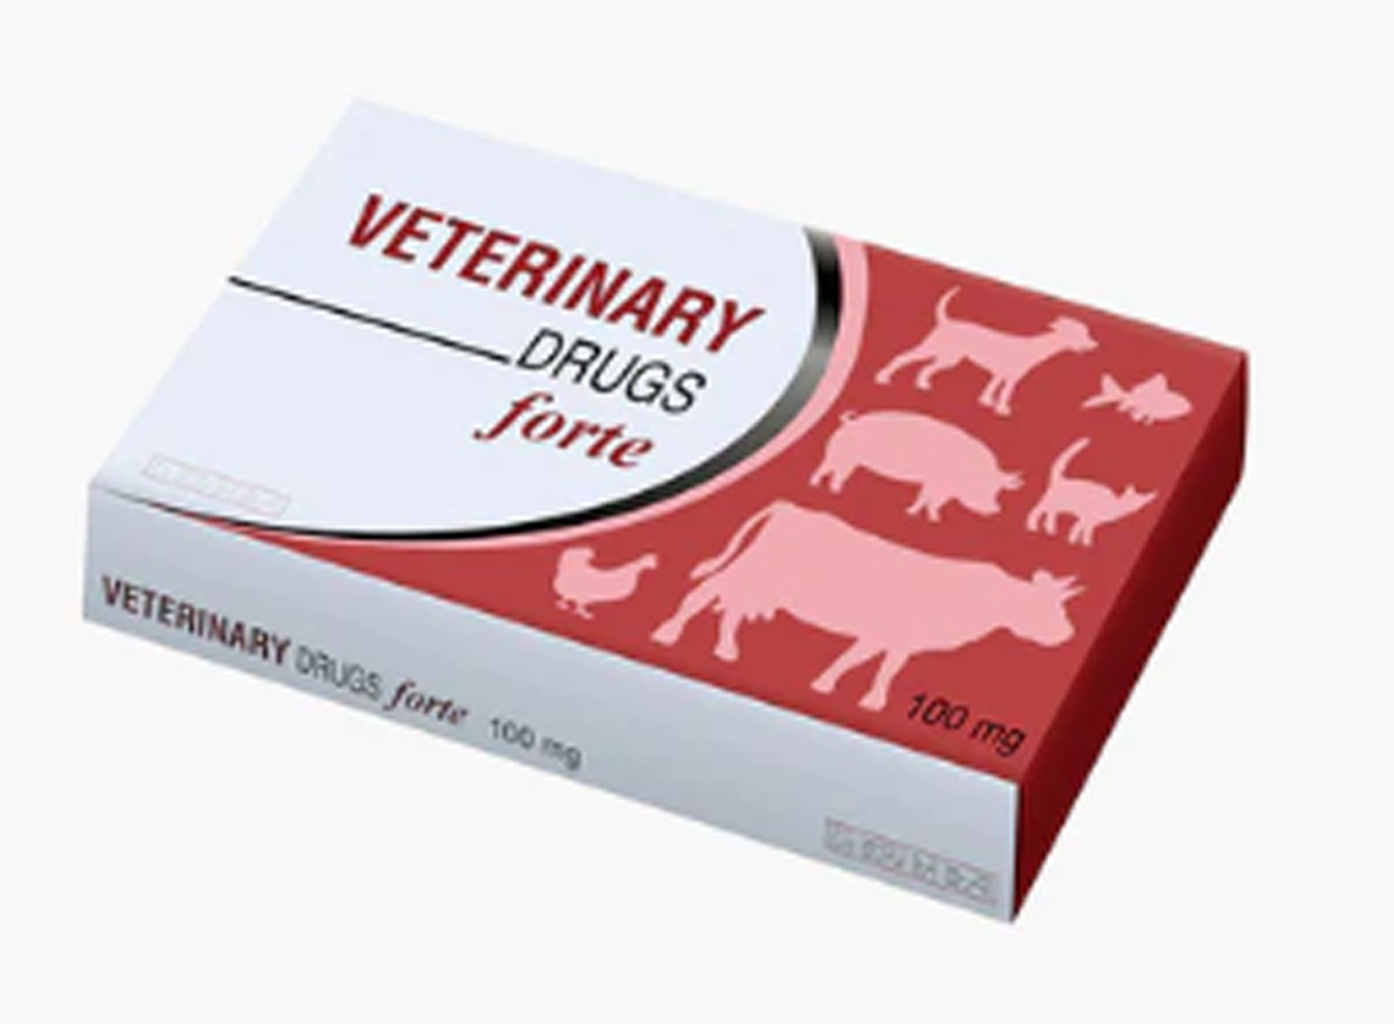 VETERINARY
DRUGS
forte
100 mg
VETERINARY DRUGS forte 100 mg